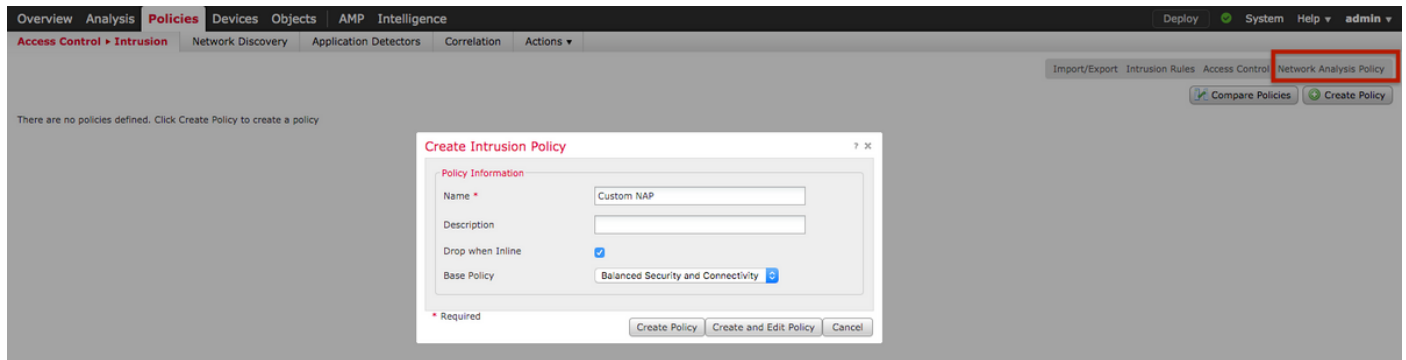 Overview Analysis Policies Devices Objects AMP Intelligence Deploy System Help admin
Access Control Intrusion Network Discovery Application Detectors Correlation Actions
Import/Export Intrusion Rules Access Control Network Analysis Policy
Compare Policies Create Policy
There are no policies defined. Click Create Policy to create a policy
Create Intrusion Policy ? ×
Policy Information
Name * Custom NAP
Description
Drop when Inline
Base Policy Balanced Security and Connectivity
* Required
Create Policy Create and Edit Policy Cancel